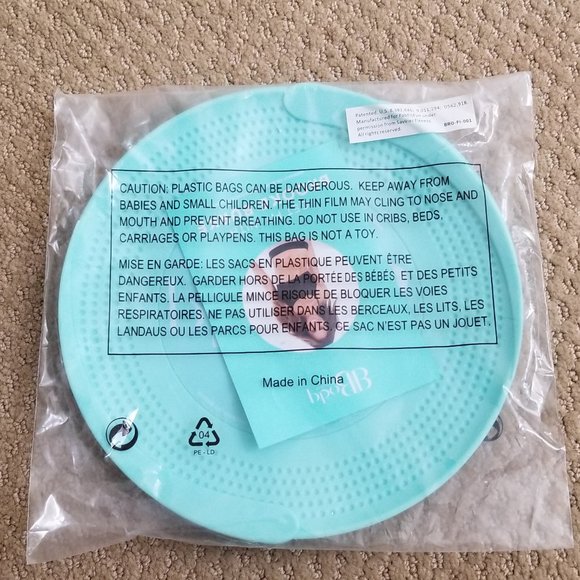 Manufactured for
All rights reserved.
BRO-FI-001
CAUTION: PLASTIC BAGS CAN BE DANGEROUS. KEEP AWAY FROM
BABIES AND SMALL CHILDREN. THE THIN FILM MAY CLING TO NOSE AND
MOUTH AND PREVENT BREATHING. DO NOT USE IN CRIBS, BEDS,
CARRIAGES OR PLAYPENS. THIS BAG IS NOT A TOY.
MISE EN GARDE: LES SACS EN PLASTIQUE PEUVENT ÊTRE
DANGEREUX. GARDER HORS DE LA PORTÉE DES BÉBÉS ET DES PETITS
ENFANTS, LA PELLICULE MINCE RISQUE DE BLOQUER LES VOIES
RESPIRATOIRES. NE PAS UTILISER DANS LES BERCEAUX, LES LITS, LES
LANDAUS OU LES PARCS POUR ENFANTS. CE SAC N'EST PAS UN JOUET.
Made in China
04
PE-LD